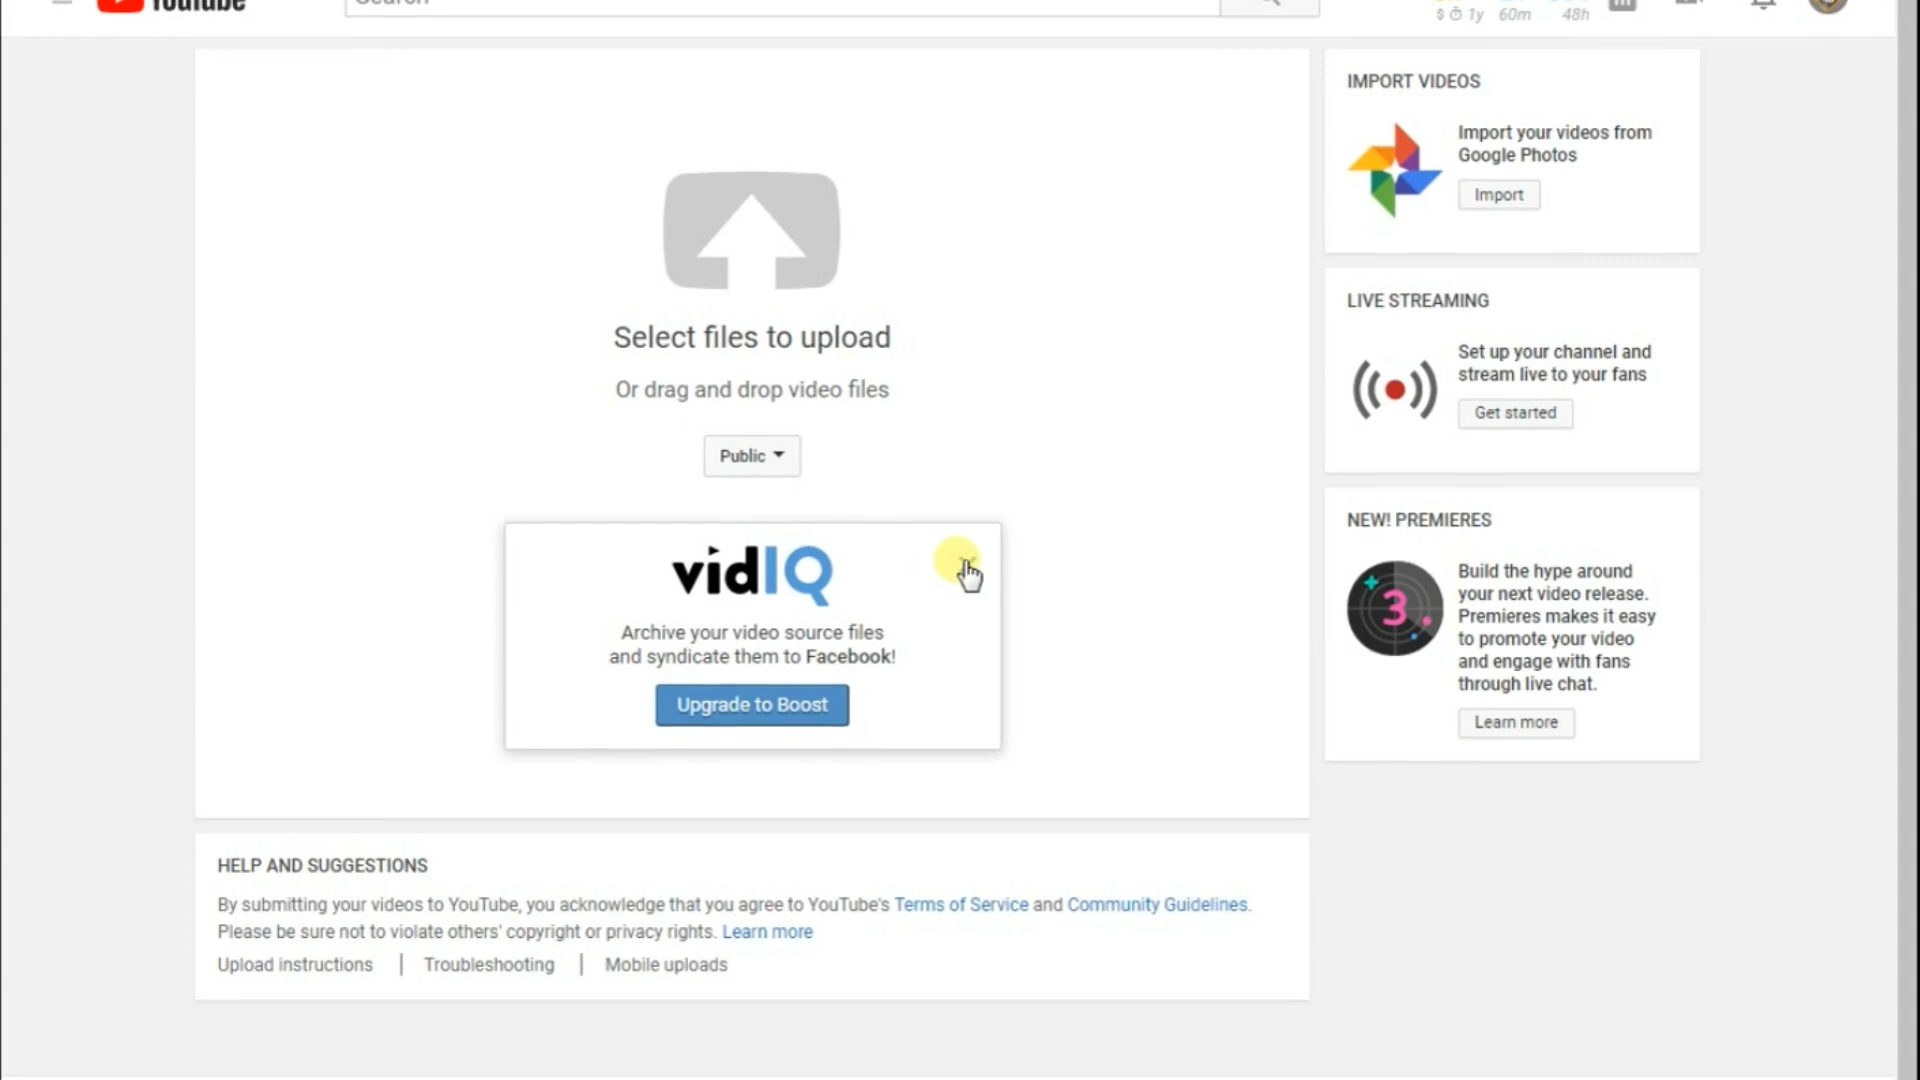 YouTube
Search
$ 1y 60m 48h
IMPORT VIDEOS
Import your videos from
Google Photos
Import
LIVE STREAMING
Set up your channel and
stream live to your fans
Get started
NEW! PREMIERES
3
Build the hype around
your next video release.
Premieres makes it easy
to promote your video
and engage with fans
through live chat.
Learn more
Select files to upload
Or drag and drop video files
Public
vidIQ
Archive your video source files
and syndicate them to Facebook!
Upgrade to Boost
HELP AND SUGGESTIONS
By submitting your videos to YouTube, you acknowledge that you agree to YouTube's Terms of Service and Community Guidelines.
Please be sure not to violate others' copyright or privacy rights. Learn more
Upload instructions | Troubleshooting | Mobile uploads